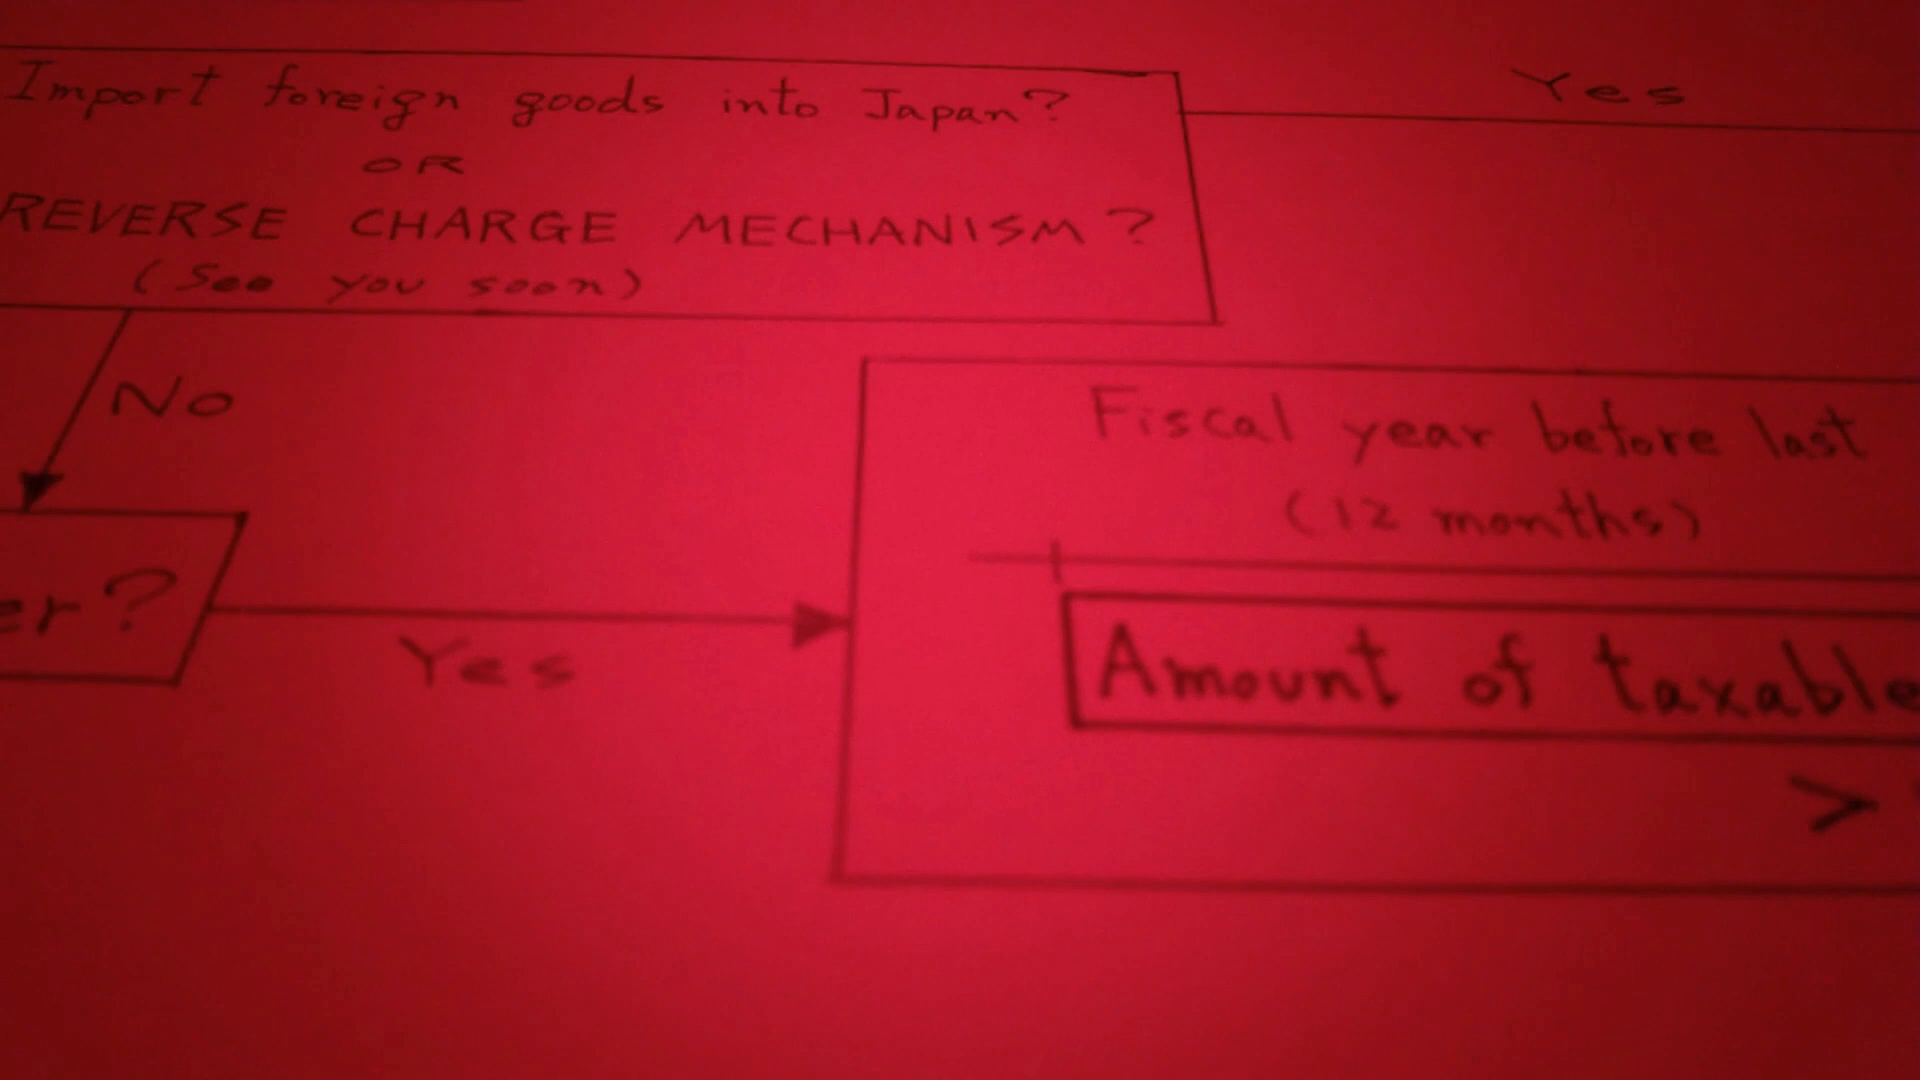 Import foreign goods into Japan?
OR
REVERSE CHARGE MECHANISM?
(See you soon)
Yes
No
er?
Yes
Fiscal year before last
(12 months)
Amount of taxable
>